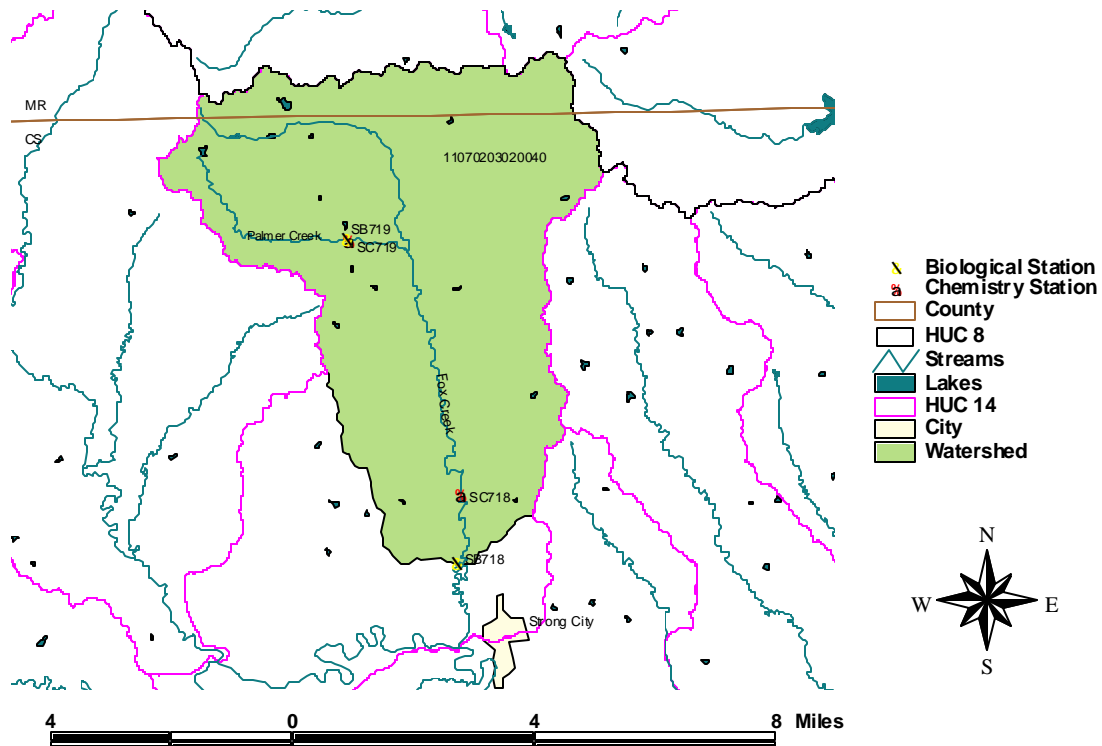 MR
CS
11070203020040
SB719
Palmer Creek
SC719
Fox Creek
SC718
SB718
Strong City
Biological Station
Chemistry Station
County
HUC 8
Streams
Lakes
HUC 14
City
Watershed
N
W E
S
4 0 4 8 Miles